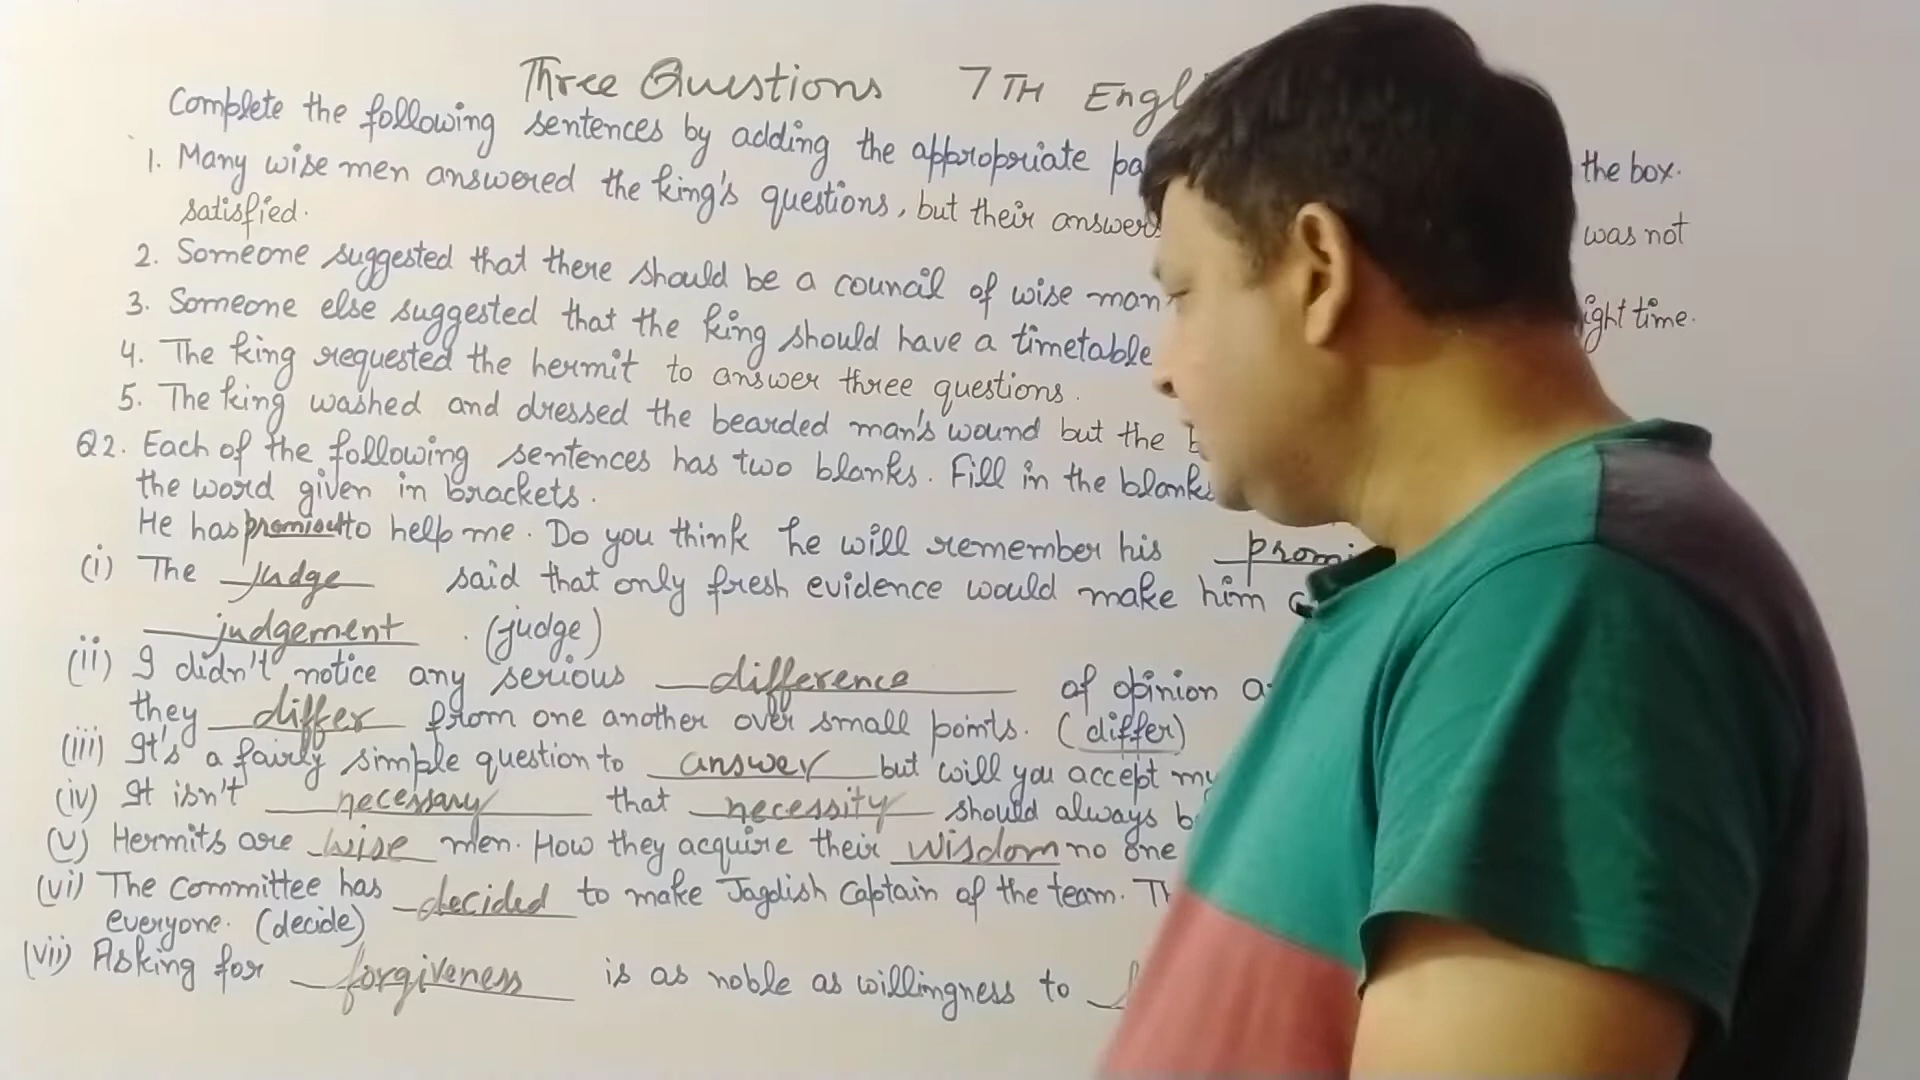 Three Questions 7TH Engl
Complete the following sentences by adding the appropriate pa the box.
1. Many wise men answered the king's questions, but their answers was not
satisfied.
2. Someone suggested that there should be a council of wise man
3. Someone else suggested that the king should have a timetable ight time.
4. The king requested the hermit to answer three questions.
5. The king washed and dressed the bearded man's wound but the b
Q2. Each of the following sentences has two blanks. Fill in the blanks
the word given in brackets.
He has to help me. Do you think he will remember his promi
(i) The judge said that only fresh evidence would make him c
judgement . (judge)
(ii) I didn't notice any serious difference of opinion a
they differ from one another over small points. (differ)
(iii) It's a fairly simple question to answer but will you accept my
(iv) It isn't necessary that necessity should always b
(v) Hermits are wise men. How they acquire their wisdom no one
(vi) The committee has decided to make Jagdish captain of the team. Th
everyone. (decide)
(vii) Asking for forgiveness is as noble as willingness to